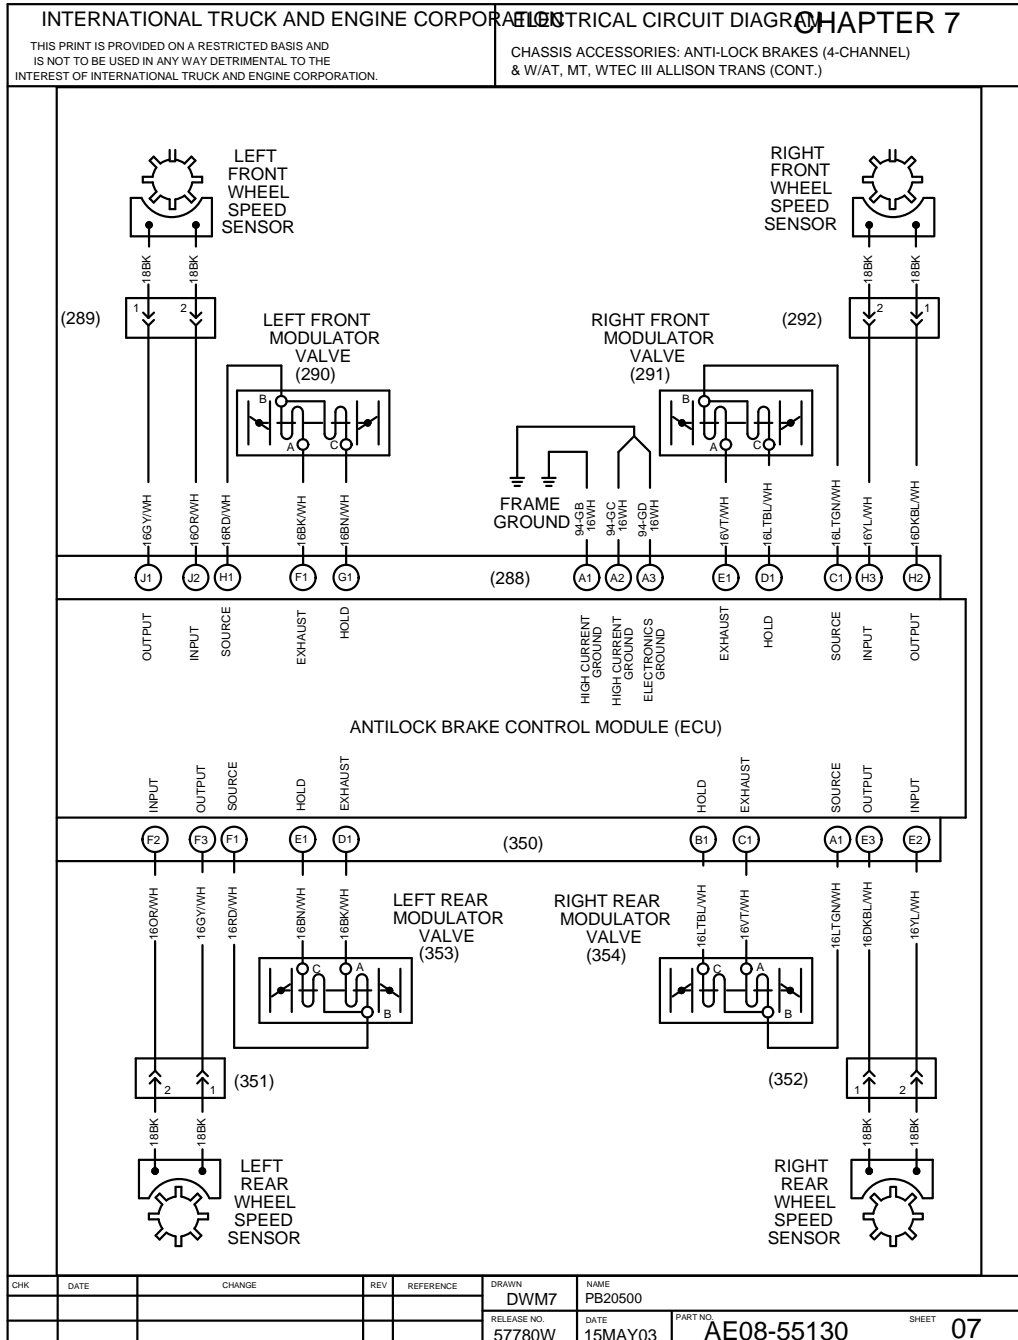 INTERNATIONAL TRUCK AND ENGINE CORPORATION
ELECTRICAL CIRCUIT DIAGRAM
CHAPTER 7
THIS PRINT IS PROVIDED ON A RESTRICTED BASIS AND
IS NOT TO BE USED IN ANY WAY DETRIMENTAL TO THE
INTEREST OF INTERNATIONAL TRUCK AND ENGINE CORPORATION.
CHASSIS ACCESSORIES: ANTI-LOCK BRAKES (4-CHANNEL)
& W/AT, MT, WTEC III ALLISON TRANS (CONT.)
LEFT
FRONT
WHEEL
SPEED
SENSOR
RIGHT
FRONT
WHEEL
SPEED
SENSOR
18BK
18BK
18BK
18BK
(289)
1
2
LEFT FRONT
MODULATOR
VALVE
(290)
RIGHT FRONT
MODULATOR
VALVE
(291)
(292)
2
1
B
A
C
B
A
C
FRAME
GROUND
16GY/WH
16OR/WH
16RD/WH
16BK/WH
16BN/WH
94-GB
16WH
94-GC
16WH
94-GD
16WH
16VT/WH
16LTBL/WH
16LTGN/WH
16YL/WH
16DKBL/WH
J1
J2
H1
F1
G1
(288)
A1
A2
A3
E1
D1
C1
H3
H2
OUTPUT
INPUT
SOURCE
EXHAUST
HOLD
HIGH CURRENT
GROUND
HIGH CURRENT
GROUND
ELECTRONICS
GROUND
EXHAUST
HOLD
SOURCE
INPUT
OUTPUT
ANTILOCK BRAKE CONTROL MODULE (ECU)
INPUT
OUTPUT
SOURCE
HOLD
EXHAUST
HOLD
EXHAUST
SOURCE
OUTPUT
INPUT
F2
F3
F1
E1
D1
(350)
B1
C1
A1
E3
E2
16OR/WH
16GY/WH
16RD/WH
16BN/WH
16BK/WH
LEFT REAR
MODULATOR
VALVE
(353)
RIGHT REAR
MODULATOR
VALVE
(354)
16LTBL/WH
16VT/WH
16LTGN/WH
16DKBL/WH
16YL/WH
C
A
B
C
A
B
2
1
(351)
(352)
1
2
18BK
18BK
18BK
18BK
LEFT
REAR
WHEEL
SPEED
SENSOR
RIGHT
REAR
WHEEL
SPEED
SENSOR
CHK
DATE
CHANGE
REV
REFERENCE
DRAWN
DWM7
NAME
PB20500
RELEASE NO.
57780W
DATE
15MAY03
PART NO.
AE08-55130
SHEET
07